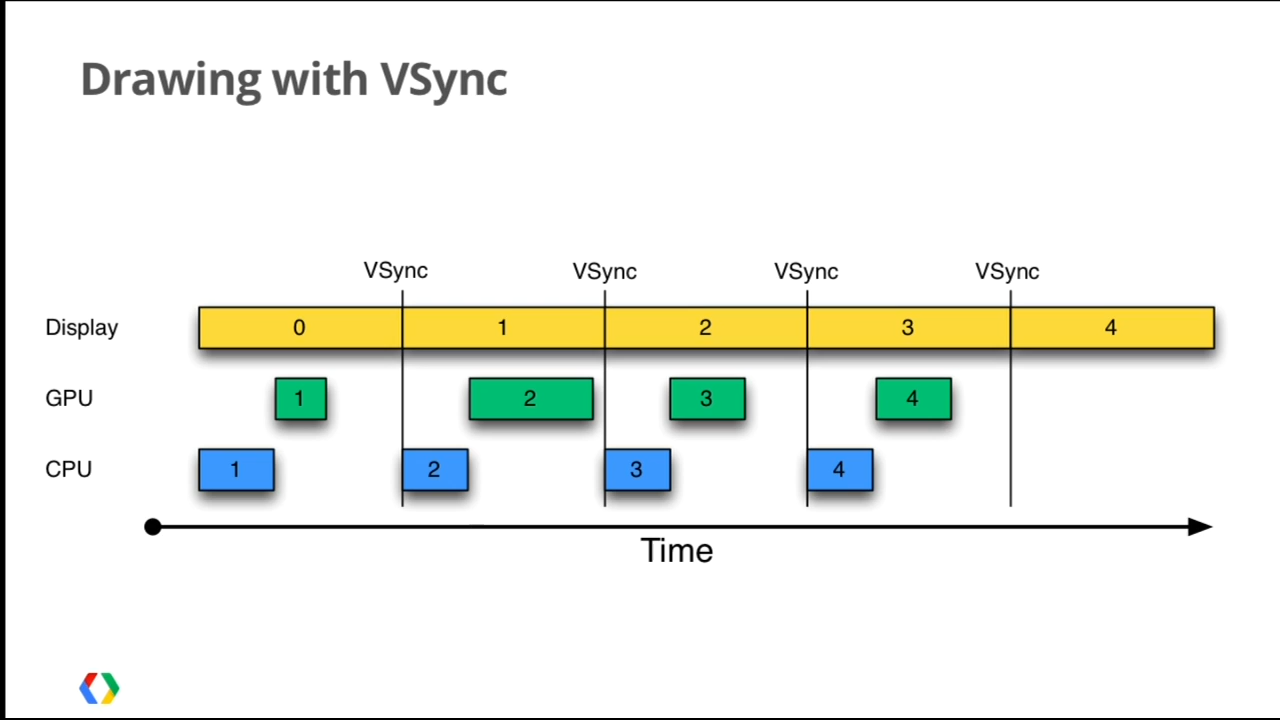 Drawing with VSync
VSync VSync VSync VSync
Display 0 1 2 3 4
GPU 1 2 3 4
CPU 1 2 3 4
Time